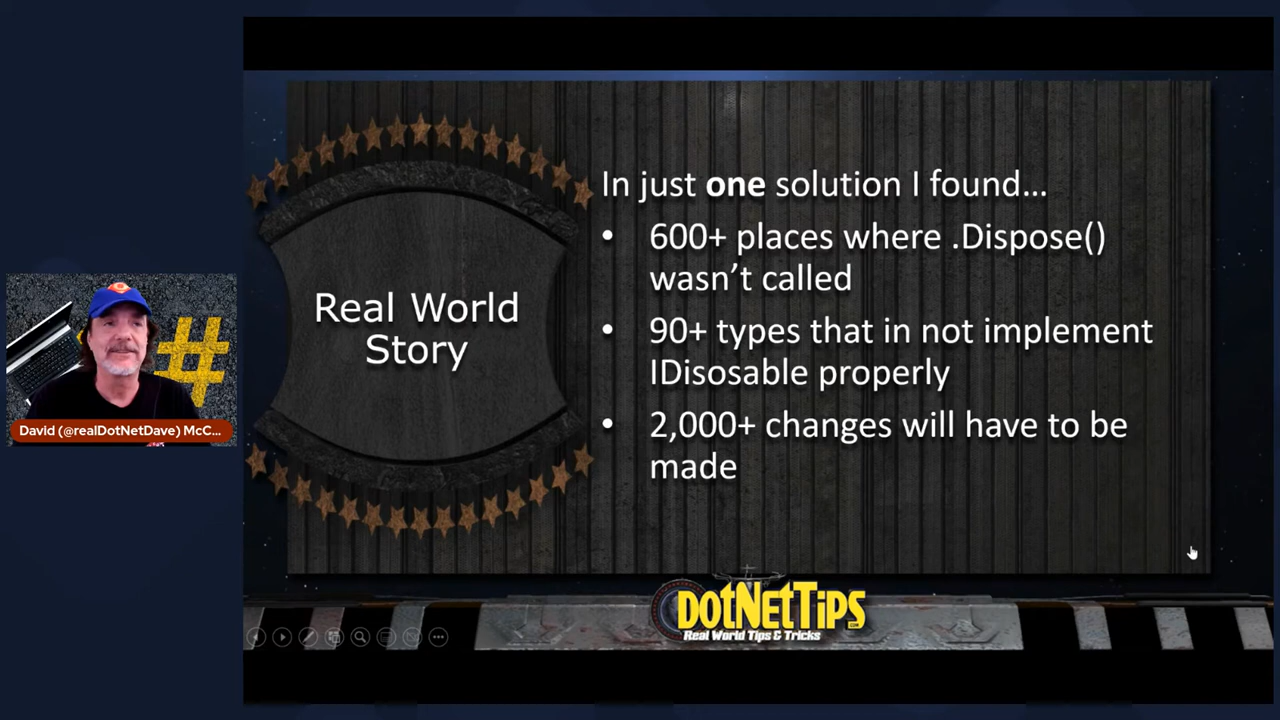 In just one solution I found...
• 600+ places where .Dispose()
wasn't called
• 90+ types that in not implement
IDisosable properly
• 2,000+ changes will have to be
made
Real World
Story
#
David (@realDotNetDave) McC...
DotNetTips
.com
Real World Tips & Tricks